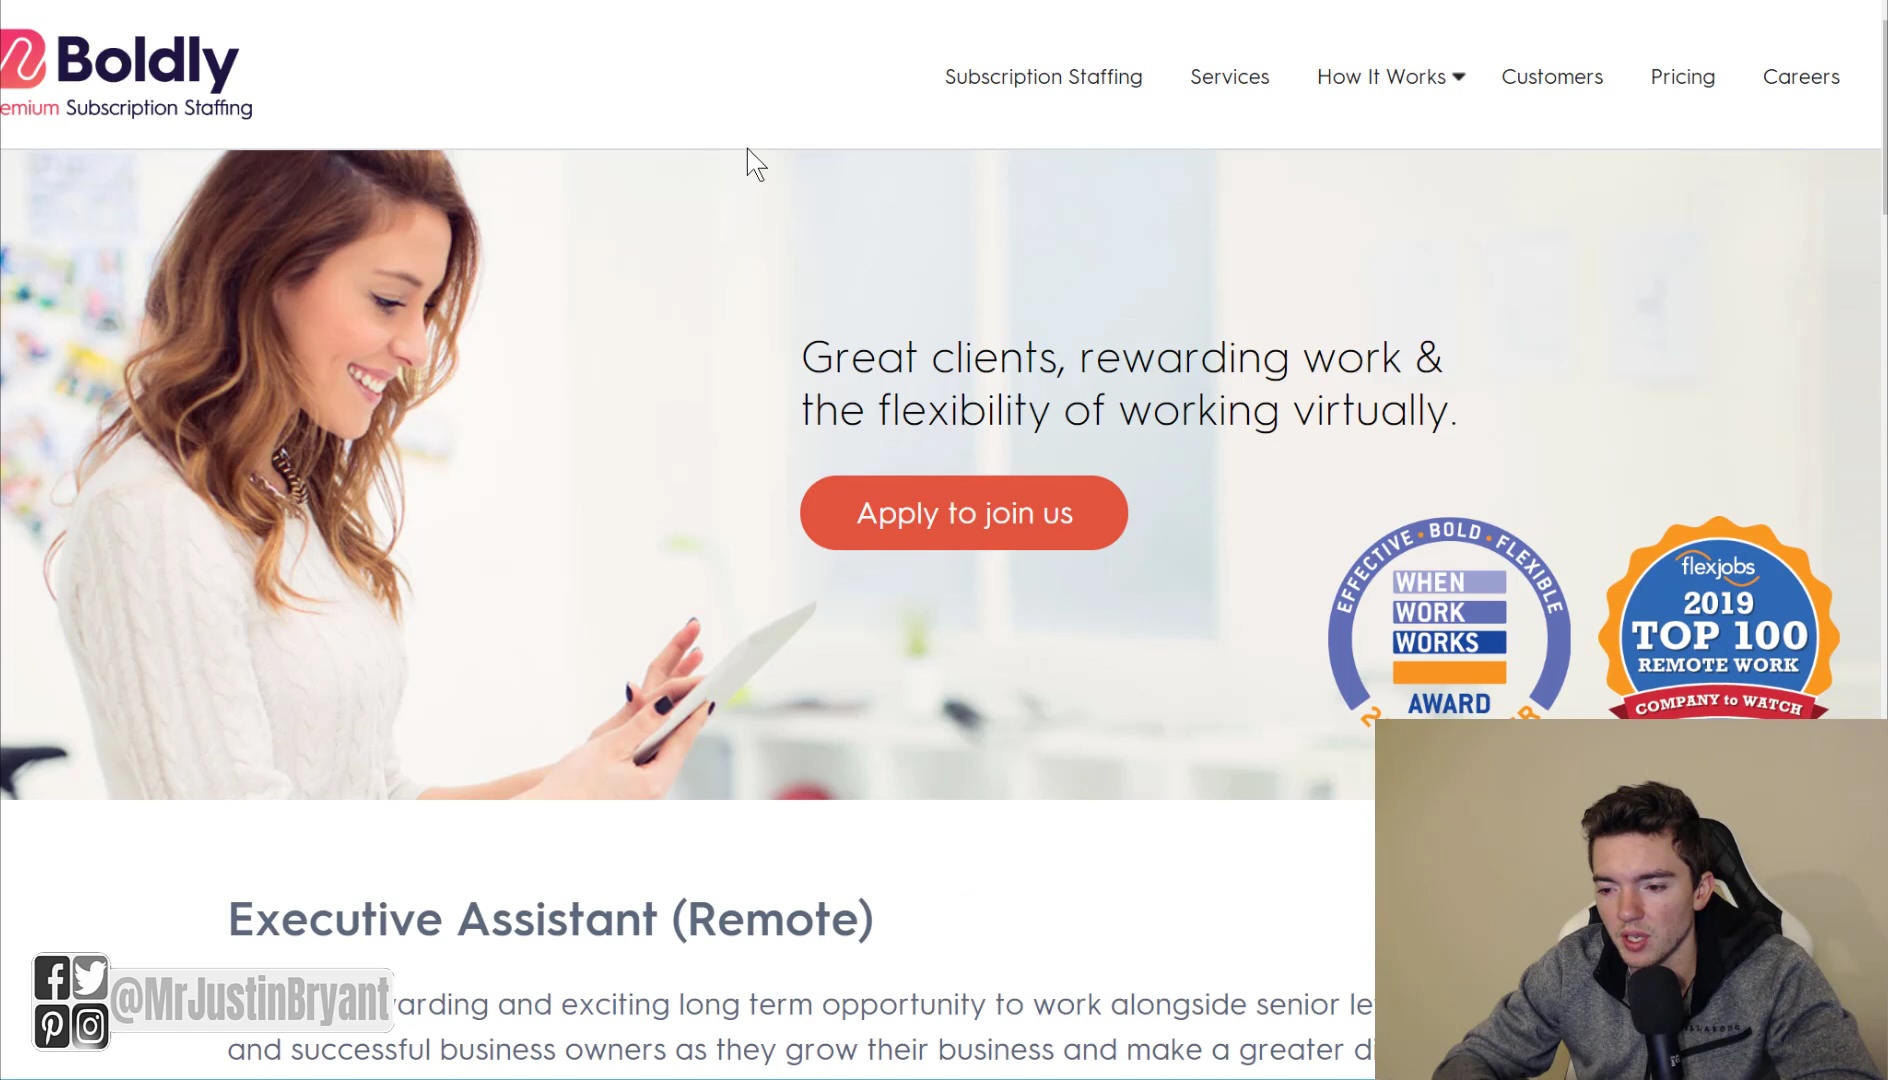 Boldly
emium Subscription Staffing
Subscription Staffing
Services
How It Works
Customers
Pricing
Careers
Great clients, rewarding work &
the flexibility of working virtually.
Apply to join us
EFFECTIVE • BOLD • FLEXIBLE
WHEN
WORK
WORKS
AWARD
flexjobs
2019
TOP 100
REMOTE WORK
COMPANY to WATCH
Executive Assistant (Remote)
@MrJustinBryant
arding and exciting long term opportunity to work alongside senior le
and successful business owners as they grow their business and make a greater di